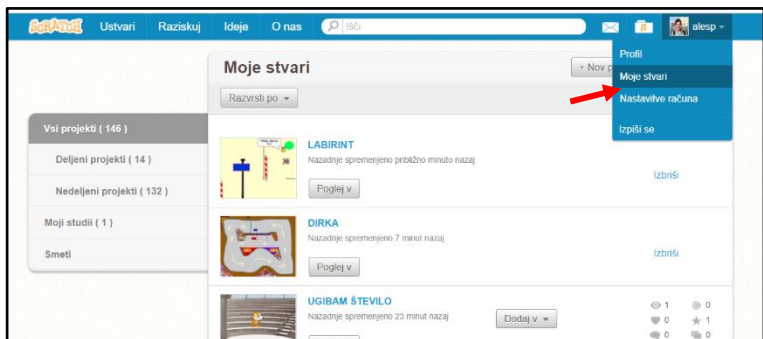 SCRATCH Ustvari Raziskuj Ideje O nas Išči alesp
Profil
Moje stvari
Nastavitve računa
Izpiši se
Moje stvari
+ Nov p
Razvrsti po
Vsi projekti ( 146 )
Deljeni projekti ( 14 )
Nedeljeni projekti ( 132 )
Moji studii ( 1 )
Smeti
LABIRINT
Nazadnje spremenjeno približno minuto nazaj
Poglej v
Izbriši
DIRKA
Nazadnje spremenjeno 7 minut nazaj
Poglej v
Izbriši
UGIBAM ŠTEVILO
Nazadnje spremenjeno 23 minut nazaj
Dodaj v
1 0
0 1
0 0